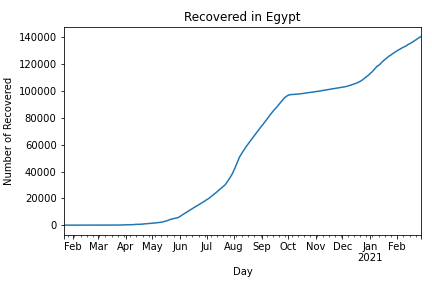 Recovered in Egypt
Number of Recovered
140000
120000
100000
80000
60000
40000
20000
0
Feb Mar Apr May Jun Jul Aug Sep Oct Nov Dec Jan Feb
2021
Day